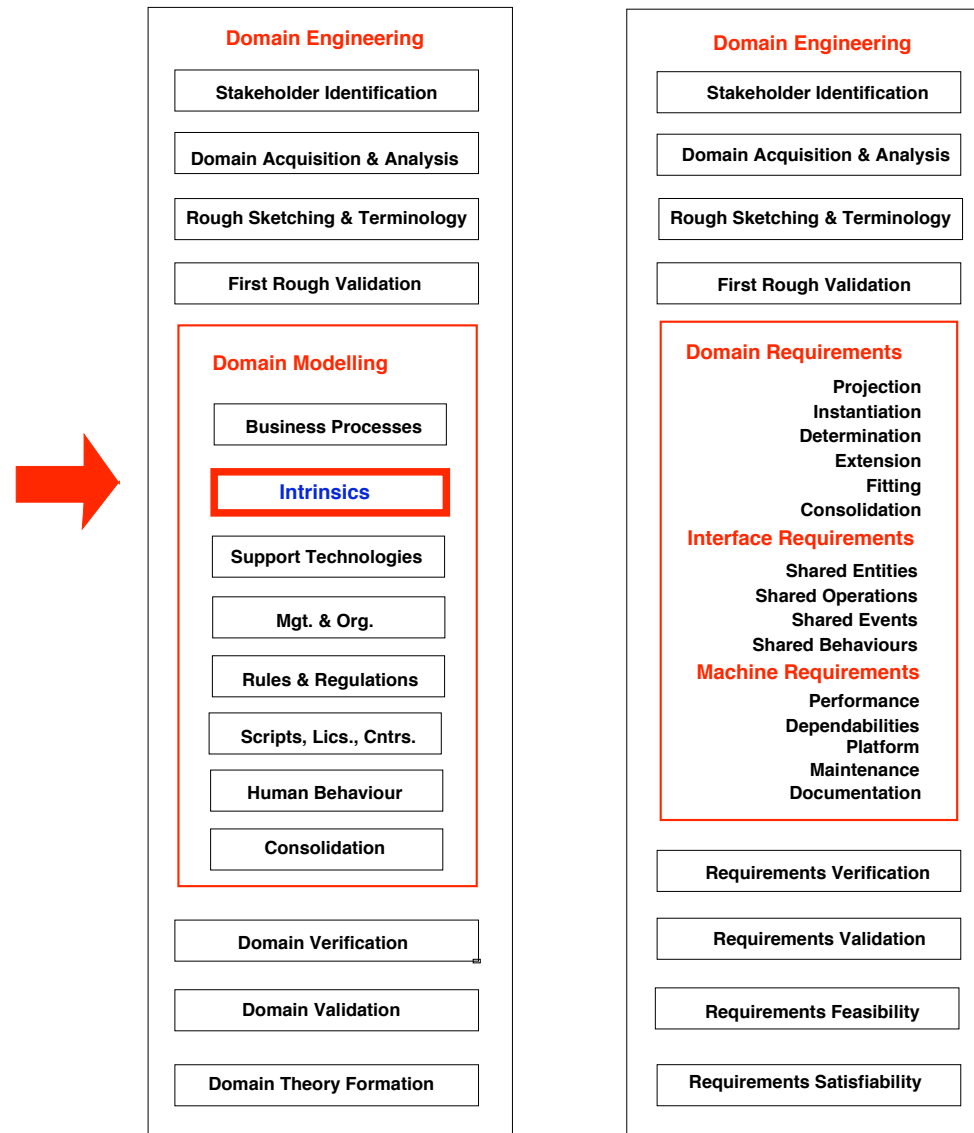 Domain Engineering
Stakeholder Identification
Domain Acquisition & Analysis
Rough Sketching & Terminology
First Rough Validation
Domain Modelling
Business Processes
Intrinsics
Support Technologies
Mgt. & Org.
Rules & Regulations
Scripts, Lics., Cntrs.
Human Behaviour
Consolidation
Domain Verification
Domain Validation
Domain Theory Formation
Domain Engineering
Stakeholder Identification
Domain Acquisition & Analysis
Rough Sketching & Terminology
First Rough Validation
Domain Requirements
Projection
Instantiation
Determination
Extension
Fitting
Consolidation
Interface Requirements
Shared Entities
Shared Operations
Shared Events
Shared Behaviours
Machine Requirements
Performance
Dependabilities
Platform
Maintenance
Documentation
Requirements Verification
Requirements Validation
Requirements Feasibility
Requirements Satisfiability